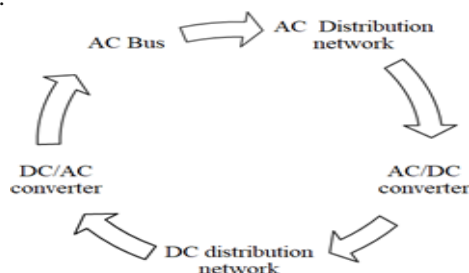 .
AC Bus
AC Distribution
network
AC/DC
converter
DC distribution
network
DC/AC
converter